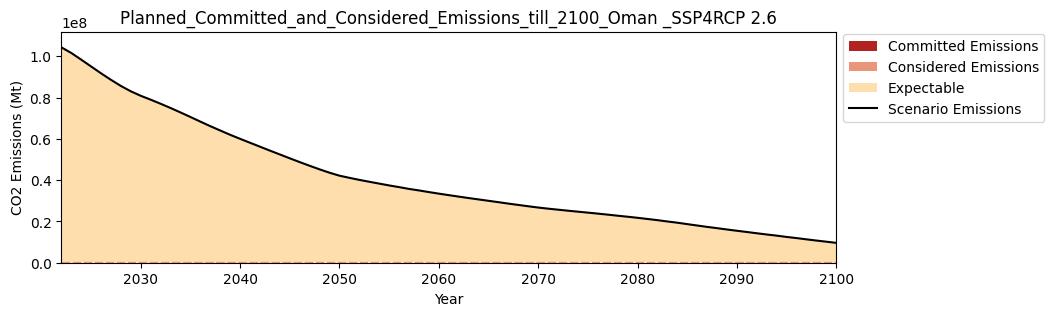 Planned_Committed_and_Considered_Emissions_till_2100_Oman _SSP4RCP 2.6
1e8
1.0
0.8
0.6
0.4
0.2
0.0
CO2 Emissions (Mt)
2030 2040 2050 2060 2070 2080 2090 2100
Year
Committed Emissions
Considered Emissions
Expectable
Scenario Emissions